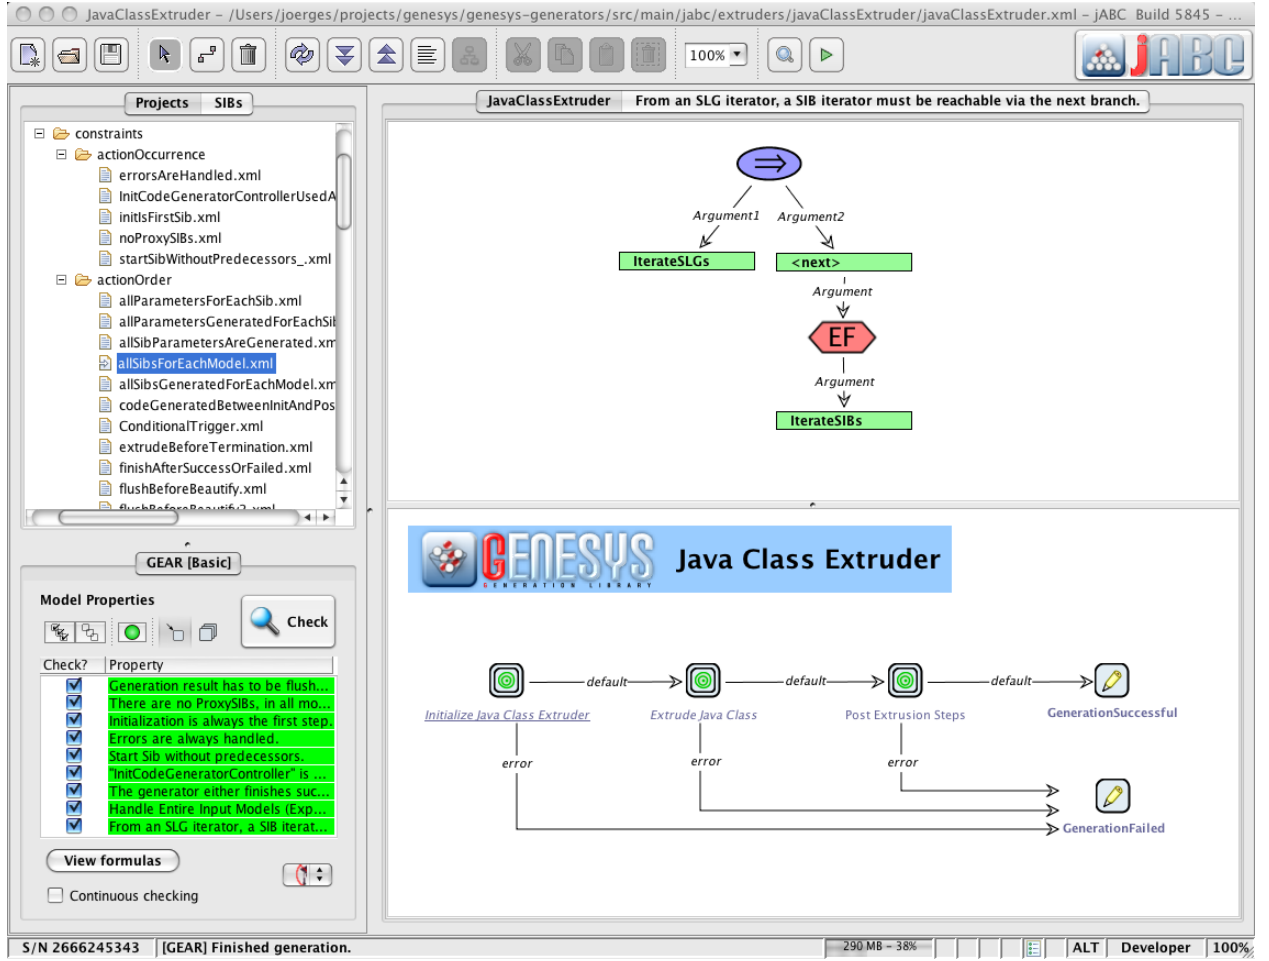 JavaClassExtruder – /Users/joerges/projects/genesys/genesys-generators/src/main/jabc/extruders/javaClassExtruder/javaClassExtruder.xml – jABC Build 5845 – ...
100%
jABC
Projects SIBs
constraints
actionOccurrence
errorsAreHandled.xml
InitCodeGeneratorControllerUsedA
initIsFirstSib.xml
noProxySIBs.xml
startSibWithoutPredecessors_.xml
actionOrder
allParametersForEachSib.xml
allParametersGeneratedForEachSil
allSibParametersAreGenerated.xm
allSibsForEachModel.xml
allSibsGeneratedForEachModel.xm
codeGeneratedBetweenInitAndPos
ConditionalTrigger.xml
extrudeBeforeTermination.xml
finishAfterSuccessOrFailed.xml
flushBeforeBeautify.xml
flushBeforeBeautify2.xml
GEAR [Basic]
Model Properties
Check
Check? Property
Generation result has to be flush...
There are no ProxySIBs, in all mo...
Initialization is always the first step.
Errors are always handled.
Start Sib without predecessors.
"InitCodeGeneratorController" is ...
The generator either finishes suc...
Handle Entire Input Models (Exp...
From an SLG iterator, a SIB iterat...
View formulas
Continuous checking
JavaClassExtruder From an SLG iterator, a SIB iterator must be reachable via the next branch.
Argument1 Argument2
IterateSLGs <next>
Argument
EF
Argument
IterateSIBs
GENESYS
GENERATION LIBRARY
Java Class Extruder
default default default
Initialize Java Class Extruder Extrude Java Class Post Extrusion Steps GenerationSuccessful
error error error
GenerationFailed
S/N 2666245343 [GEAR] Finished generation. 290 MB – 38% ALT Developer 100%